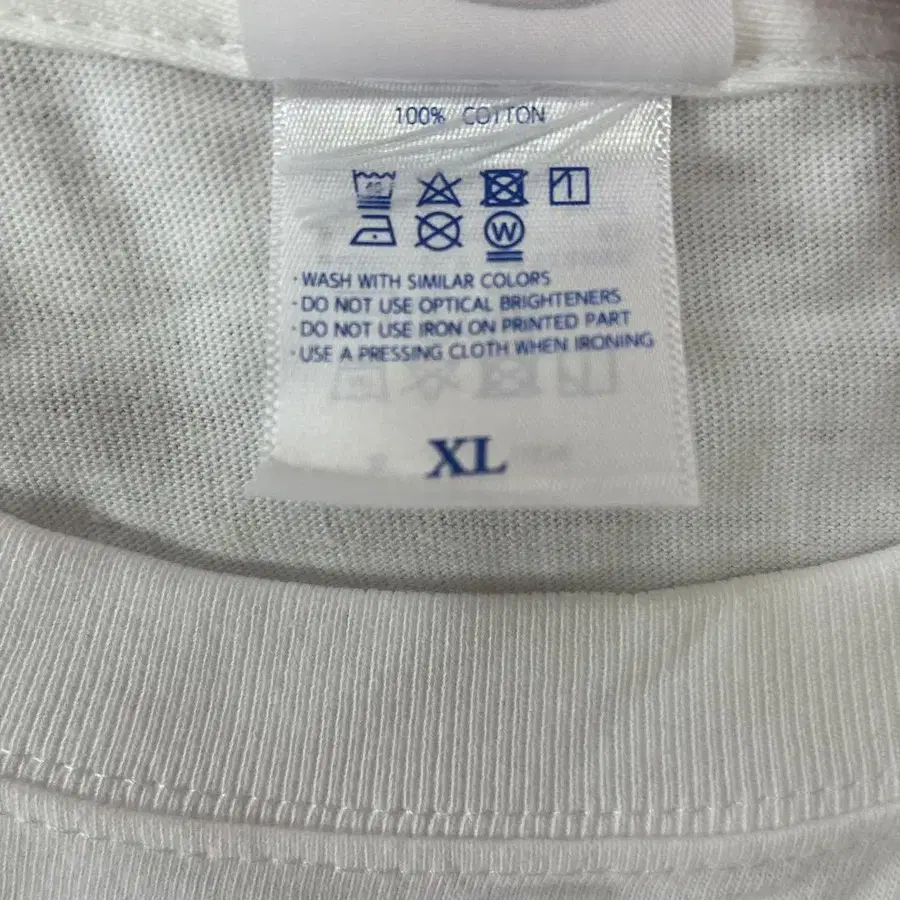 100% COTTON
40
W
· WASH WITH SIMILAR COLORS
· DO NOT USE OPTICAL BRIGHTENERS
· DO NOT USE IRON ON PRINTED PART
· USE A PRESSING CLOTH WHEN IRONING
XL